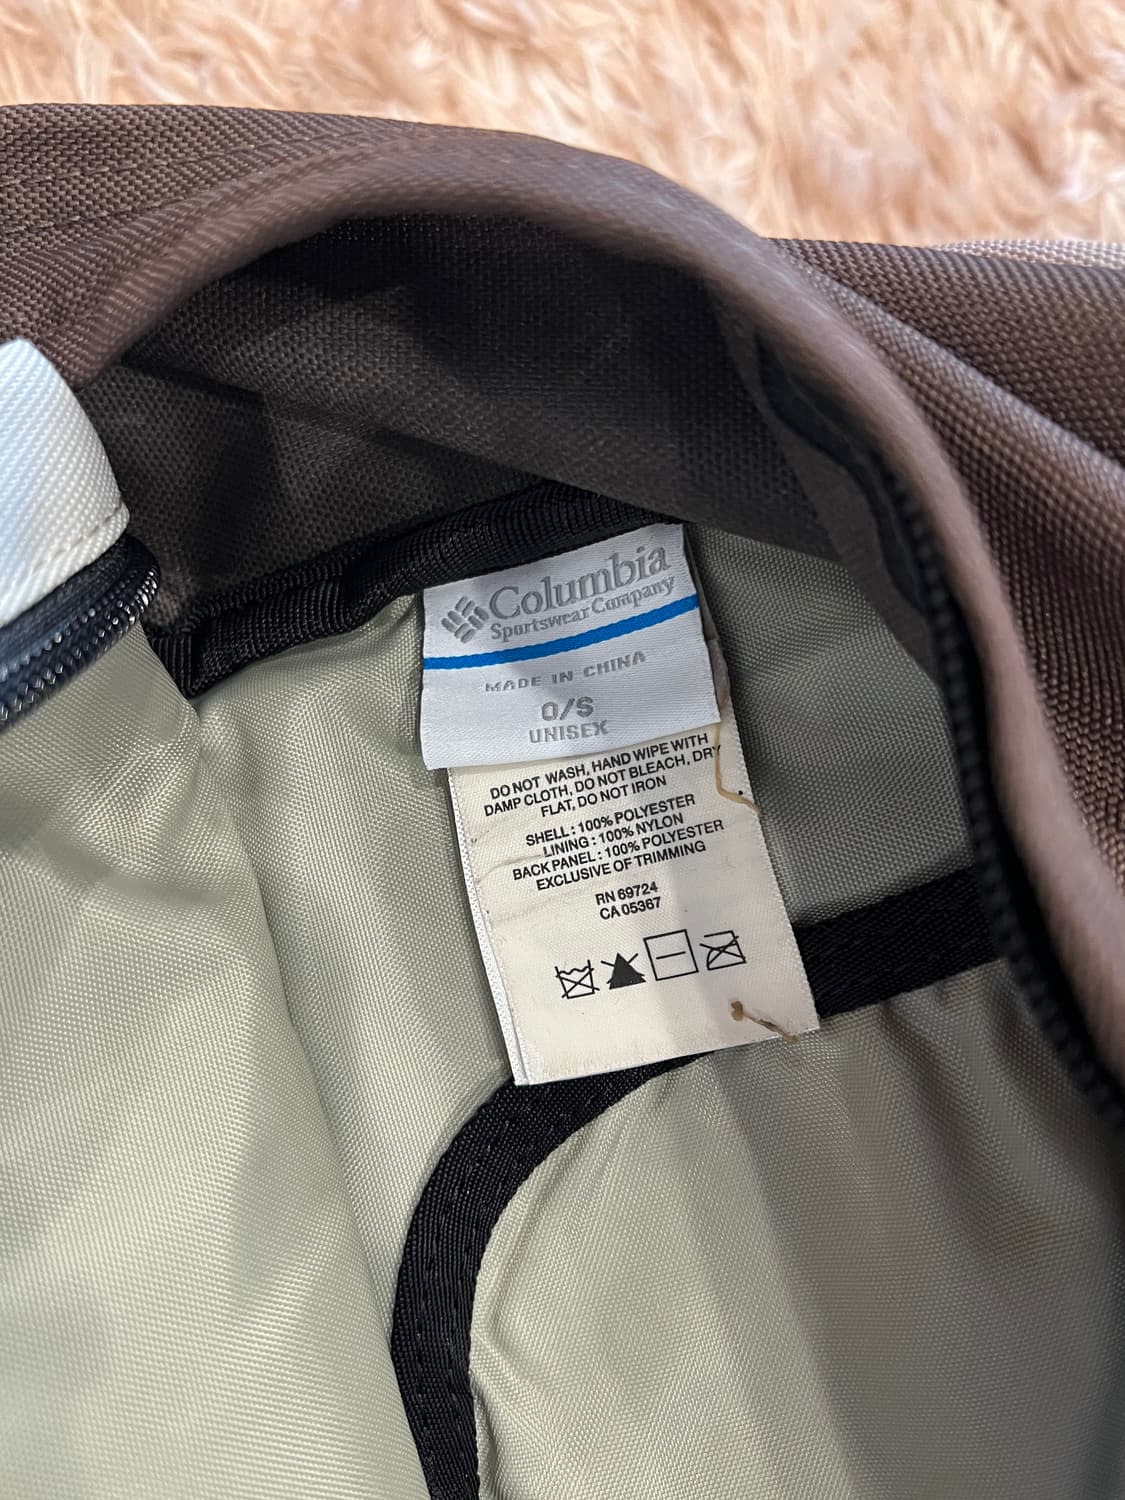 Columbia
Sportswear Company
MADE IN CHINA
O/S
UNISEX
DO NOT WASH, HAND WIPE WITH
DAMP CLOTH, DO NOT BLEACH, DRY
FLAT, DO NOT IRON
SHELL : 100% POLYESTER
LINING : 100% NYLON
BACK PANEL : 100% POLYESTER
EXCLUSIVE OF TRIMMING
RN 69724
CA 05367